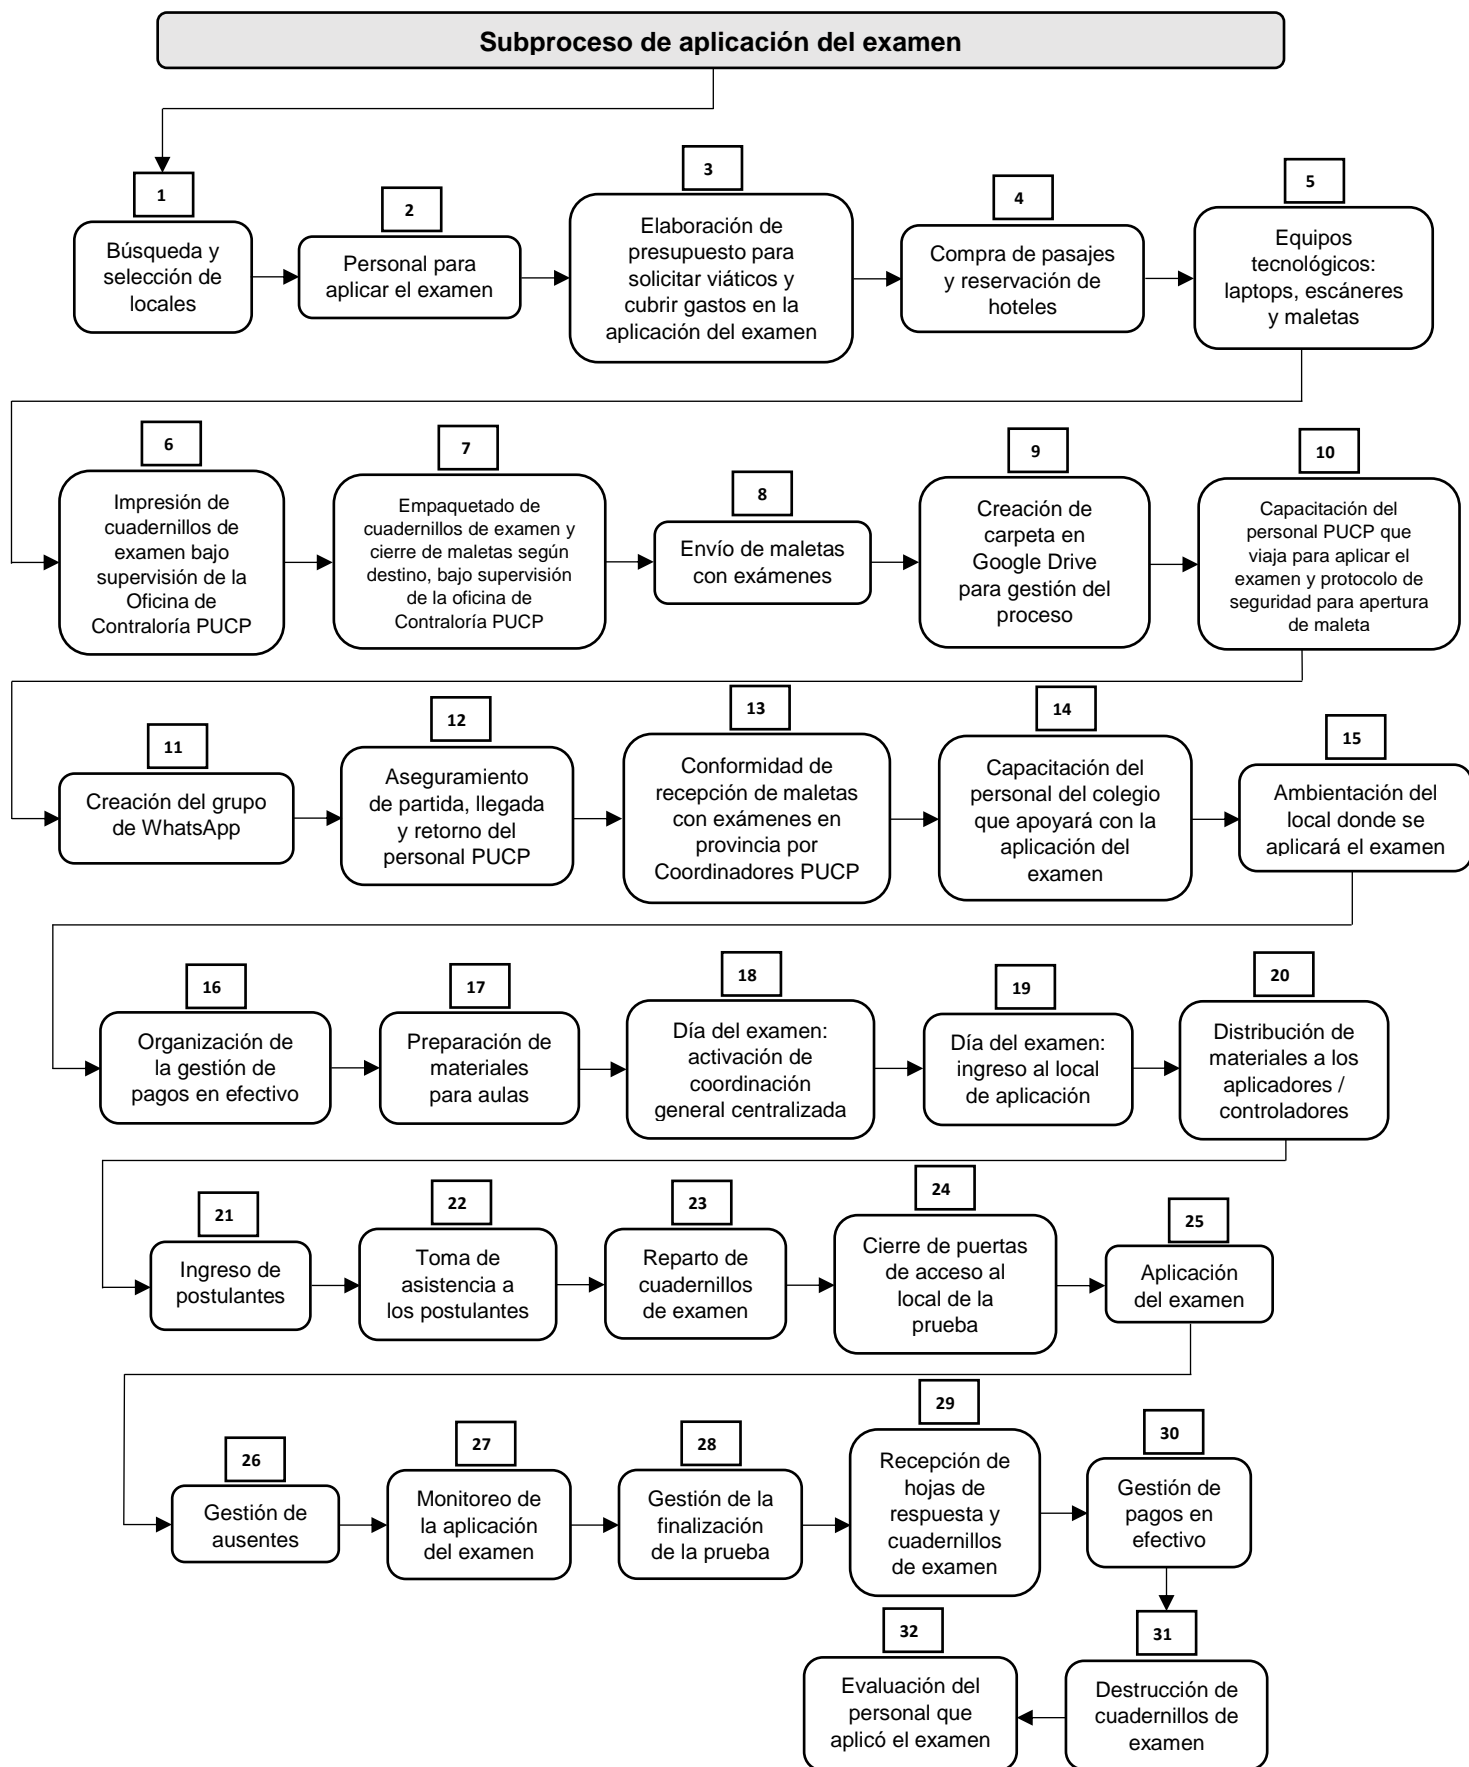 Subproceso de aplicación del examen
1
Búsqueda y
selección de
locales
2
Personal para
aplicar el examen
3
Elaboración de
presupuesto para
solicitar viáticos y
cubrir gastos en la
aplicación del examen
4
Compra de pasajes
y reservación de
hoteles
5
Equipos
tecnológicos:
laptops, escáneres
y maletas
6
Impresión de
cuadernillos de
examen bajo
supervisión de la
Oficina de
Contraloría PUCP
7
Empaquetado de
cuadernillos de examen y
cierre de maletas según
destino, bajo supervisión
de la oficina de
Contraloría PUCP
8
Envío de maletas
con exámenes
9
Creación de
carpeta en
Google Drive
para gestión del
proceso
10
Capacitación del
personal PUCP que
viaja para aplicar el
examen y protocolo de
seguridad para apertura
de maleta
11
Creación del grupo
de WhatsApp
12
Aseguramiento
de partida, llegada
y retorno del
personal PUCP
13
Conformidad de
recepción de maletas
con exámenes en
provincia por
Coordinadores PUCP
14
Capacitación del
personal del colegio
que apoyará con la
aplicación del
examen
15
Ambientación del
local donde se
aplicará el examen
16
Organización de
la gestión de
pagos en efectivo
17
Preparación de
materiales
para aulas
18
Día del examen:
activación de
coordinación
general centralizada
19
Día del examen:
ingreso al local
de aplicación
20
Distribución de
materiales a los
aplicadores /
controladores
21
Ingreso de
postulantes
22
Toma de
asistencia a
los postulantes
23
Reparto de
cuadernillos
de examen
24
Cierre de puertas
de acceso al
local de la
prueba
25
Aplicación
del examen
26
Gestión de
ausentes
27
Monitoreo de
la aplicación
del examen
28
Gestión de la
finalización
de la prueba
29
Recepción de
hojas de
respuesta y
cuadernillos
de examen
30
Gestión de
pagos en
efectivo
31
Destrucción de
cuadernillos de
examen
32
Evaluación del
personal que
aplicó el examen